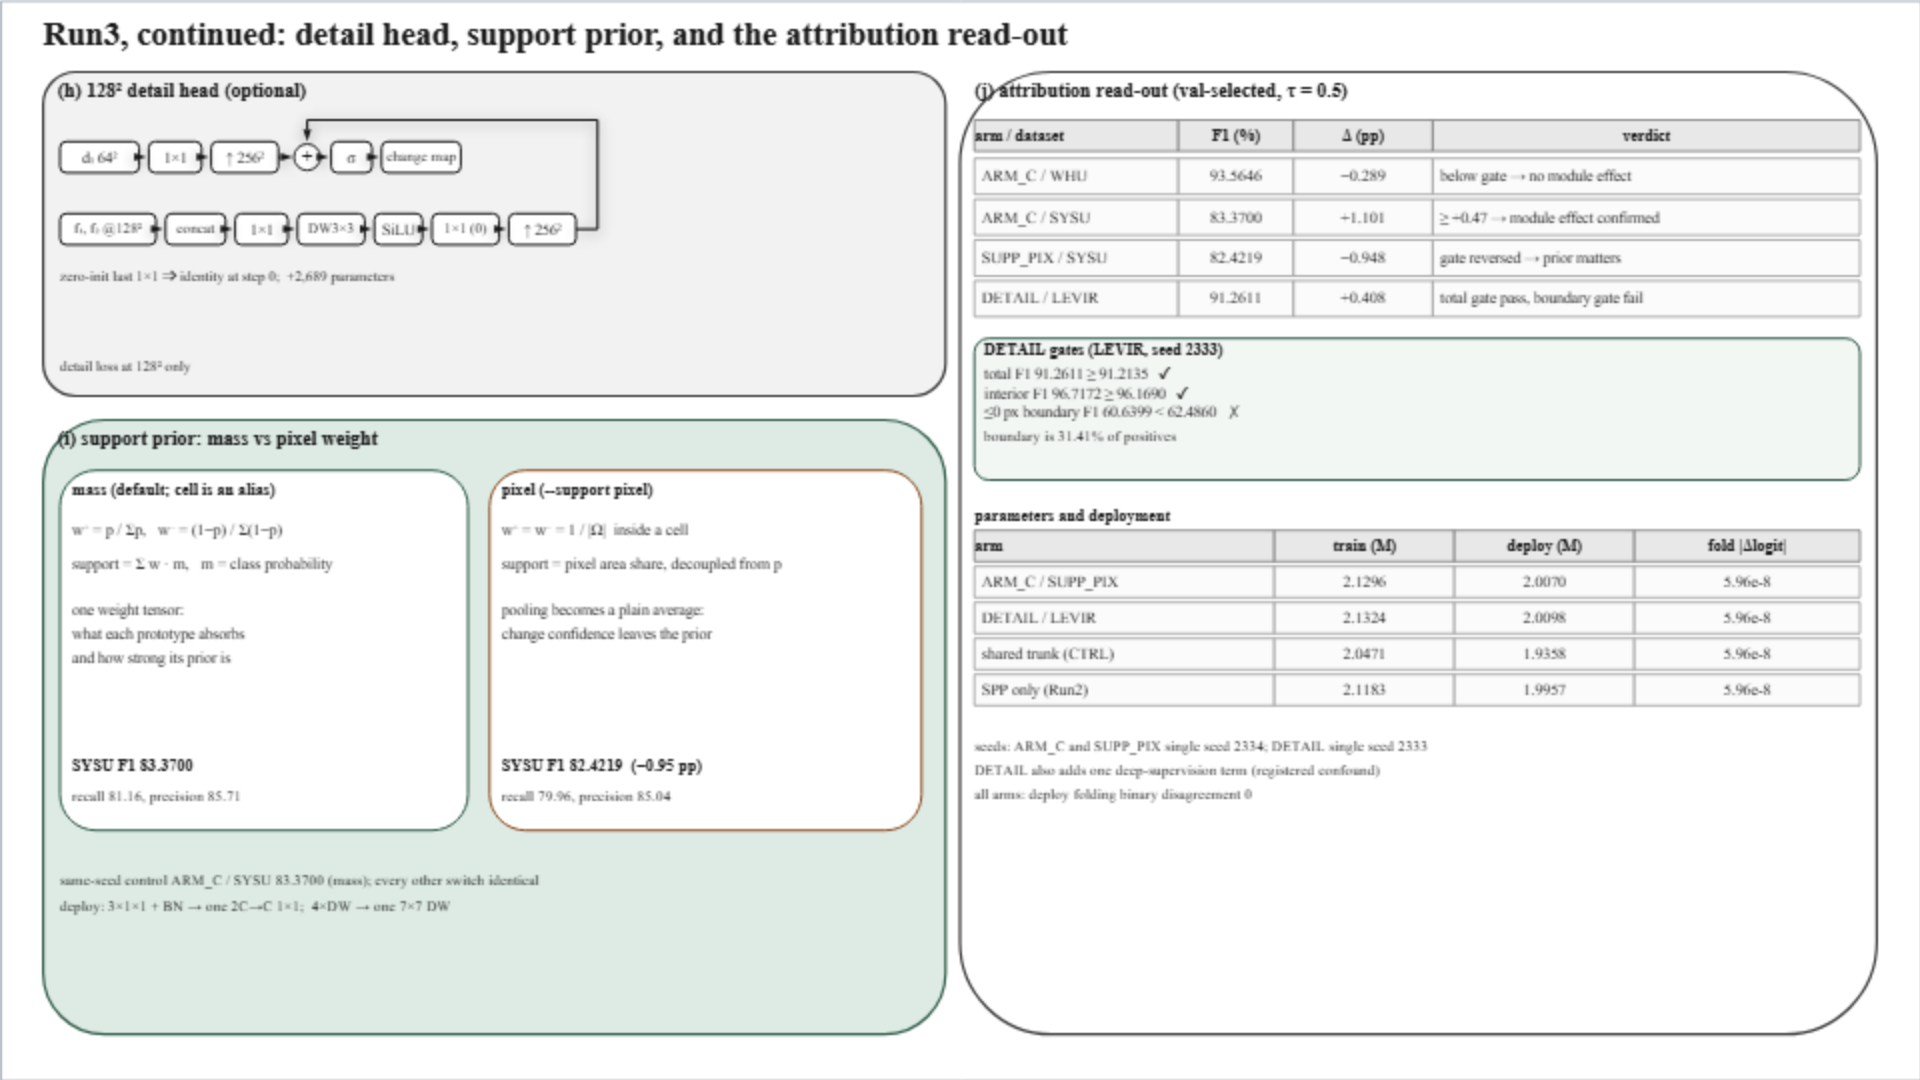 Run3, continued: detail head, support prior, and the attribution read-out
(h) 128² detail head (optional)
64² 1×1 ↑ 256² + σ change map
@128² concat 1×1 DW3×3 SiLU 1×1 (0) ↑ 256²
zero-init last 1×1 ⇒ identity at step 0; +2,689 parameters
detail loss at 128² only
(i) support prior: mass vs pixel weight
mass (default; cell is an alias)
w⁺ = p / Σp, w⁻ = (1−p) / Σ(1−p)
support = Σ w · m, m = class probability
one weight tensor:
what each prototype absorbs
and how strong its prior is
SYSU F1 83.3700
recall 81.16, precision 85.71
pixel (--support pixel)
w⁺ = w⁻ = 1 / |Ω| inside a cell
support = pixel area share, decoupled from p
pooling becomes a plain average:
change confidence leaves the prior
SYSU F1 82.4219 (−0.95 pp)
recall 79.96, precision 85.04
same-seed control ARM_C / SYSU 83.3700 (mass); every other switch identical
deploy: 3×1×1 + BN → one 2C→C 1×1; 4×DW → one 7×7 DW
(j) attribution read-out (val-selected, τ = 0.5)
arm / dataset F1 (%) Δ (pp) verdict
ARM_C / WHU 93.5646 −0.289 below gate → no module effect
ARM_C / SYSU 83.3700 +1.101 ≥ +0.47 → module effect confirmed
SUPP_PIX / SYSU 82.4219 −0.948 gate reversed → prior matters
DETAIL / LEVIR 91.2611 +0.408 total gate pass, boundary gate fail
DETAIL gates (LEVIR, seed 2333)
total F1 91.2611 ≥ 91.2135 ✓
interior F1 96.7172 ≥ 96.1690 ✓
px boundary F1 60.6399 < 62.4860 ✗
boundary is 31.41% of positives
parameters and deployment
arm train (M) deploy (M) fold |Δlogit|
ARM_C / SUPP_PIX 2.1296 2.0070 5.96e-8
DETAIL / LEVIR 2.1324 2.0098 5.96e-8
shared trunk (CTRL) 2.0471 1.9358 5.96e-8
SPP only (Run2) 2.1183 1.9957 5.96e-8
seeds: ARM_C and SUPP_PIX single seed 2334; DETAIL single seed 2333
DETAIL also adds one deep-supervision term (registered confound)
all arms: deploy folding binary disagreement 0